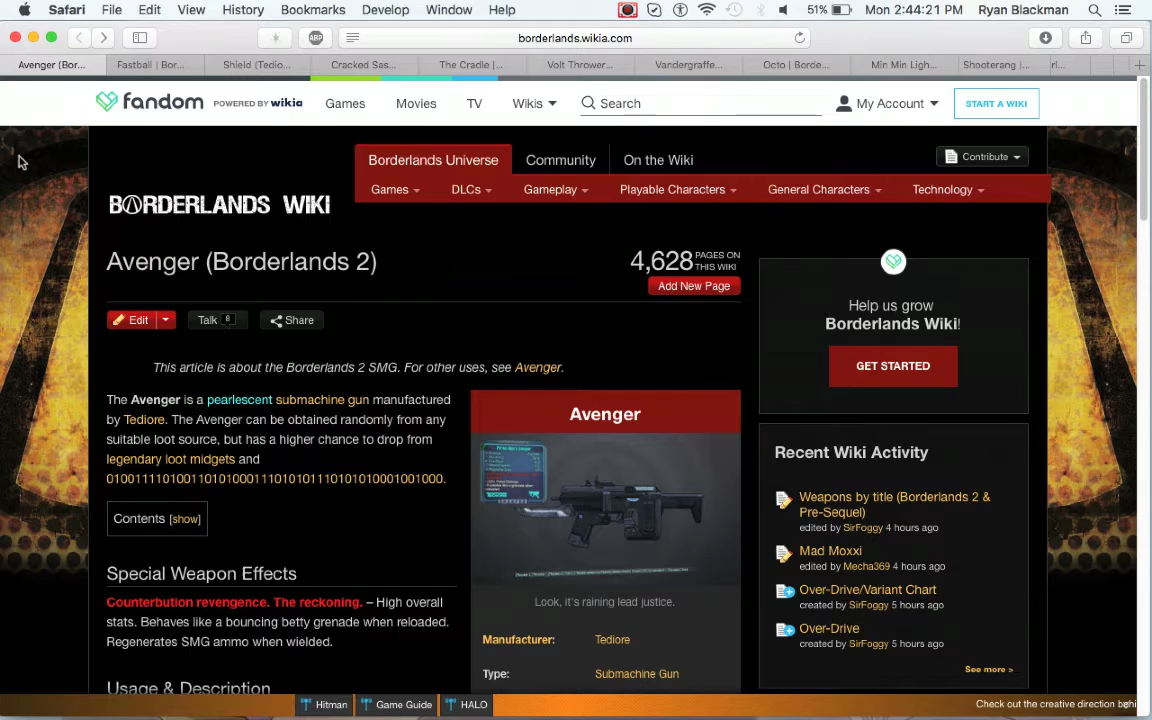 Safari File Edit View History Bookmarks Develop Window Help 51% Mon 2:44:21 PM Ryan Blackman
ABP borderlands.wikia.com
Avenger (Bor... Fastball | Bor... Shield (Tedio... Cracked Sas... The Cradle |... Volt Thrower... Vandergraffe... Octo | Borde... Min Min Ligh... Shooterang |... rl...
fandom POWERED BY wikia Games Movies TV Wikis Search My Account START A WIKI
Borderlands Universe Community On the Wiki Contribute
Games DLCs Gameplay Playable Characters General Characters Technology
BORDERLANDS WIKI
Avenger (Borderlands 2)
4,628 PAGES ON THIS WIKI
Add New Page
Edit Talk 8 Share
This article is about the Borderlands 2 SMG. For other uses, see Avenger.
The Avenger is a pearlescent submachine gun manufactured
by Tediore. The Avenger can be obtained randomly from any
suitable loot source, but has a higher chance to drop from
legendary loot midgets and
Contents [show]
Special Weapon Effects
Counterbution revengence. The reckoning. – High overall
stats. Behaves like a bouncing betty grenade when reloaded.
Regenerates SMG ammo when wielded.
Usage & Description
Avenger
Look, it's raining lead justice.
Manufacturer: Tediore
Type: Submachine Gun
Help us grow
Borderlands Wiki!
GET STARTED
Recent Wiki Activity
Weapons by title (Borderlands 2 &
Pre-Sequel)
edited by SirFoggy 4 hours ago
Mad Moxxi
edited by Mecha369 4 hours ago
Over-Drive/Variant Chart
created by SirFoggy 5 hours ago
Over-Drive
created by SirFoggy 5 hours ago
See more >
Hitman Game Guide HALO Check out the creative direction behi